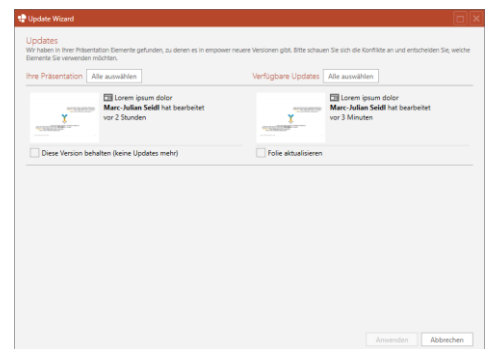 Update Wizard
Updates
Wir haben in Ihrer Präsentation Elemente gefunden, zu denen es in empower neuere Versionen gibt. Bitte schauen Sie sich die Konflikte an und entscheiden Sie, welche
Elemente Sie verwenden möchten.
Ihre Präsentation Alle auswählen Verfügbare Updates Alle auswählen
Lorem ipsum dolor Lorem ipsum dolor
Marc-Julian Seidl hat bearbeitet Marc-Julian Seidl hat bearbeitet
vor 2 Stunden vor 3 Minuten
Diese Version behalten (keine Updates mehr) Folie aktualisieren
Anwenden Abbrechen